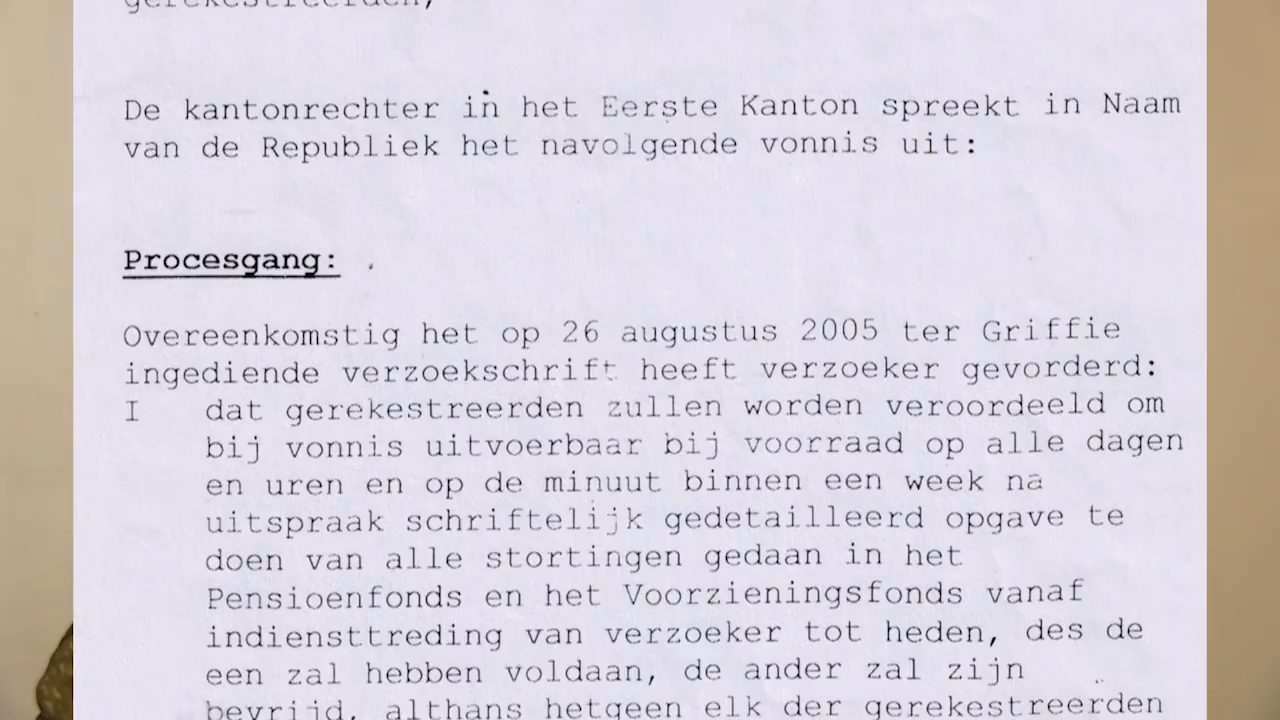 gerekestreerden,
De kantonrechter in het Eerste Kanton spreekt in Naam
van de Republiek het navolgende vonnis uit:
Procesgang:
Overeenkomstig het op 26 augustus 2005 ter Griffie
ingediende verzoekschrift heeft verzoeker gevorderd:
I dat gerekestreerden zullen worden veroordeeld om
bij vonnis uitvoerbaar bij voorraad op alle dagen
en uren en op de minuut binnen een week na
uitspraak schriftelijk gedetailleerd opgave te
doen van alle stortingen gedaan in het
Pensioenfonds en het Voorzieningsfonds vanaf
indiensttreding van verzoeker tot heden, des de
een zal hebben voldaan, de ander zal zijn
bevrijd, althans hetgeen elk der gerekestreerden